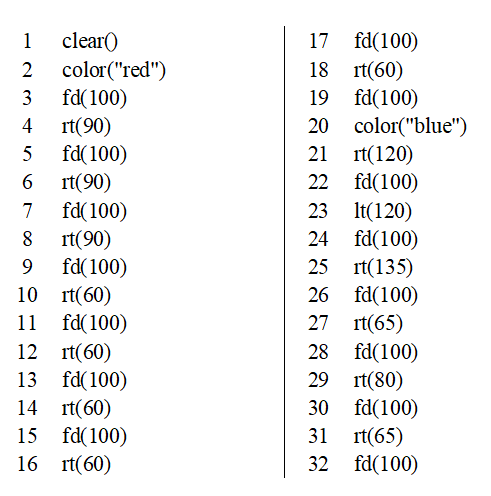 1 clear()
2 color("red")
3 fd(100)
4 rt(90)
5 fd(100)
6 rt(90)
7 fd(100)
8 rt(90)
9 fd(100)
10 rt(60)
11 fd(100)
12 rt(60)
13 fd(100)
14 rt(60)
15 fd(100)
16 rt(60)
17 fd(100)
18 rt(60)
19 fd(100)
20 color("blue")
21 rt(120)
22 fd(100)
23 lt(120)
24 fd(100)
25 rt(135)
26 fd(100)
27 rt(65)
28 fd(100)
29 rt(80)
30 fd(100)
31 rt(65)
32 fd(100)